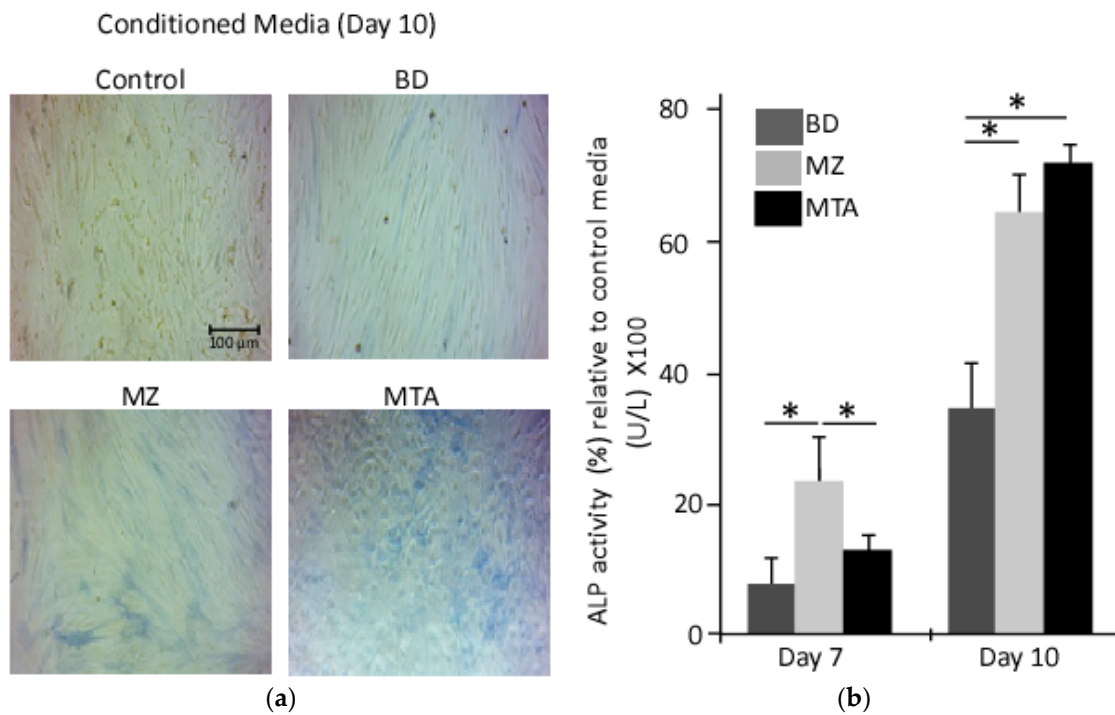 Conditioned Media (Day 10)
Control
BD
100 µm
MZ
MTA
(a)
ALP activity (%) relative to control media
(U/L) X100
80
60
40
20
0
BD
MZ
MTA
*
*
*
*
Day 7
Day 10
(b)